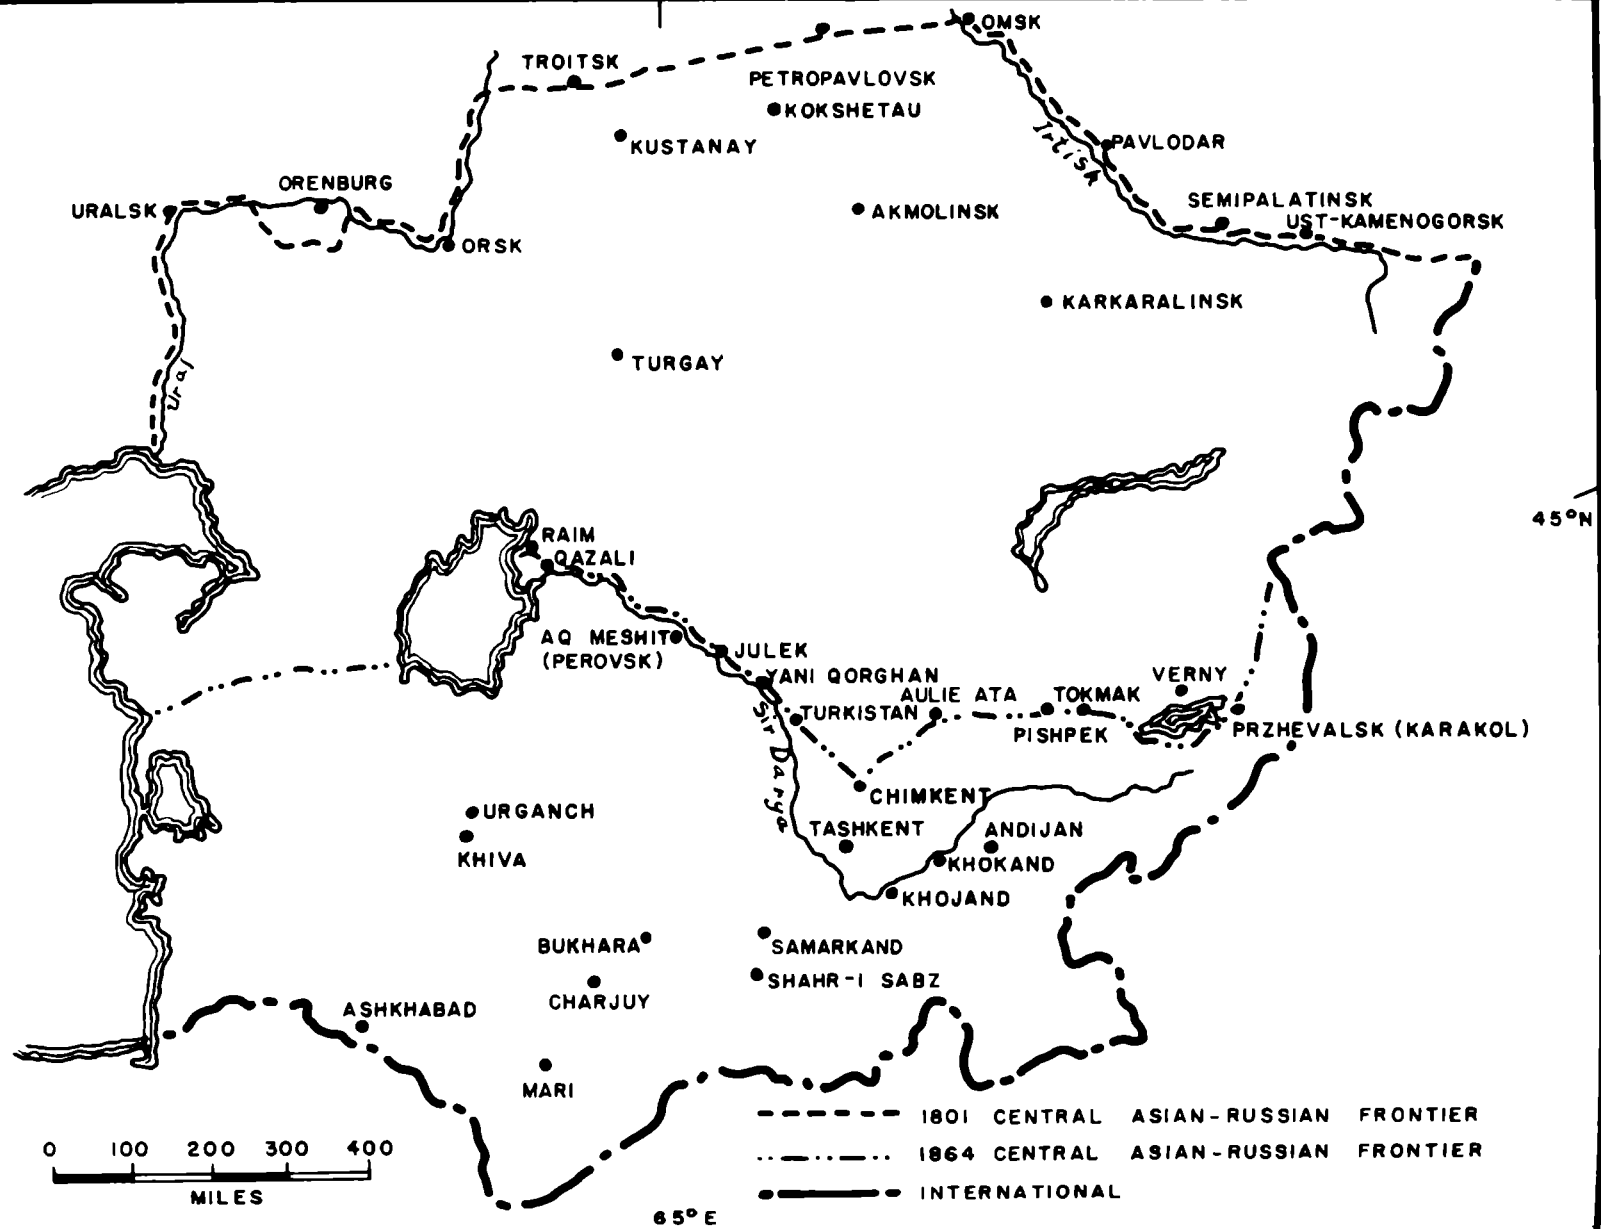 OMSK
TROITSK
PETROPAVLOVSK
KOKSHETAU
KUSTANAY
Irtish
PAVLODAR
ORENBURG
URALSK
AKMOLINSK
SEMIPALATINSK
UST-KAMENOGORSK
ORSK
KARKARALINSK
TURGAY
Ural
45°N
RAIM
QAZALI
AQ MESHIT
(PEROVSK)
JULEK
YANI QORGHAN
VERNY
AULIE ATA
TOKMAK
TURKISTAN
PISHPEK
PRZHEVALSK (KARAKOL)
Sir Darya
CHIMKENT
URGANCH
TASHKENT
ANDIJAN
KHIVA
KHOKAND
KHOJAND
BUKHARA
SAMARKAND
SHAHR-I SABZ
CHARJUY
ASHKHABAD
MARI
1801 CENTRAL ASIAN-RUSSIAN FRONTIER
1864 CENTRAL ASIAN-RUSSIAN FRONTIER
INTERNATIONAL
0 100 200 300 400
MILES
65°E